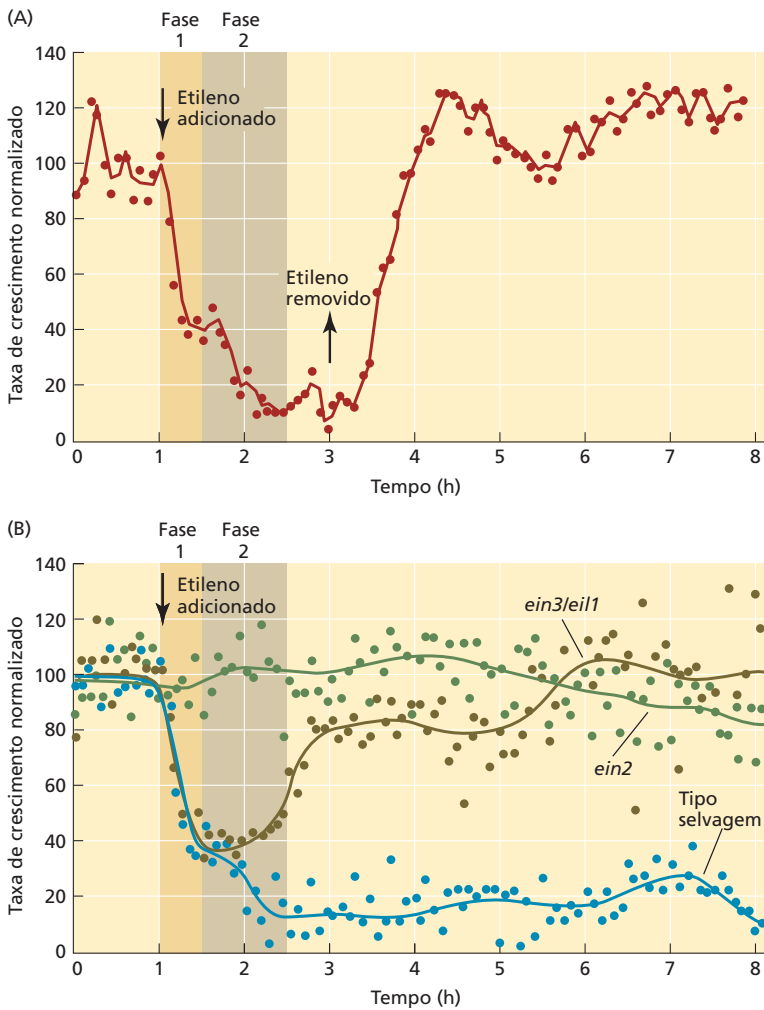 (A)
Fase
1
Fase
2
140
120
100
80
60
40
20
0
Taxa de crescimento normalizado
Etileno
adicionado
Etileno
removido
0 1 2 3 4 5 6 7 8
Tempo (h)
(B)
Fase
1
Fase
2
140
120
100
80
60
40
20
0
Taxa de crescimento normalizado
Etileno
adicionado
ein3/eil1
ein2
Tipo
selvagem
0 1 2 3 4 5 6 7 8
Tempo (h)